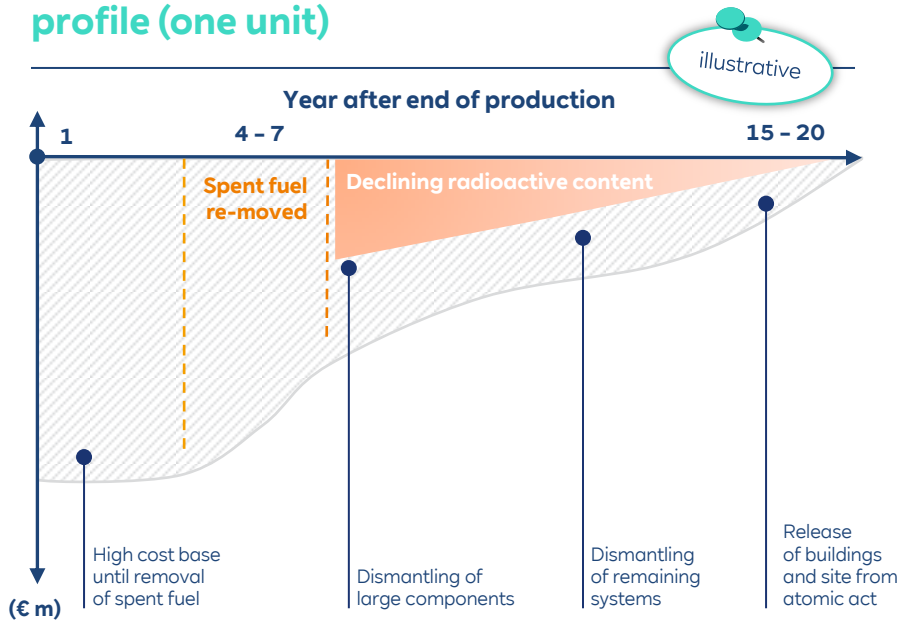 profile (one unit)
illustrative
Year after end of production
1
4 – 7
15 – 20
Spent fuel
re-moved
Declining radioactive content
High cost base
until removal
of spent fuel
Dismantling of
large components
Dismantling
of remaining
systems
Release
of buildings
and site from
atomic act
(€ m)